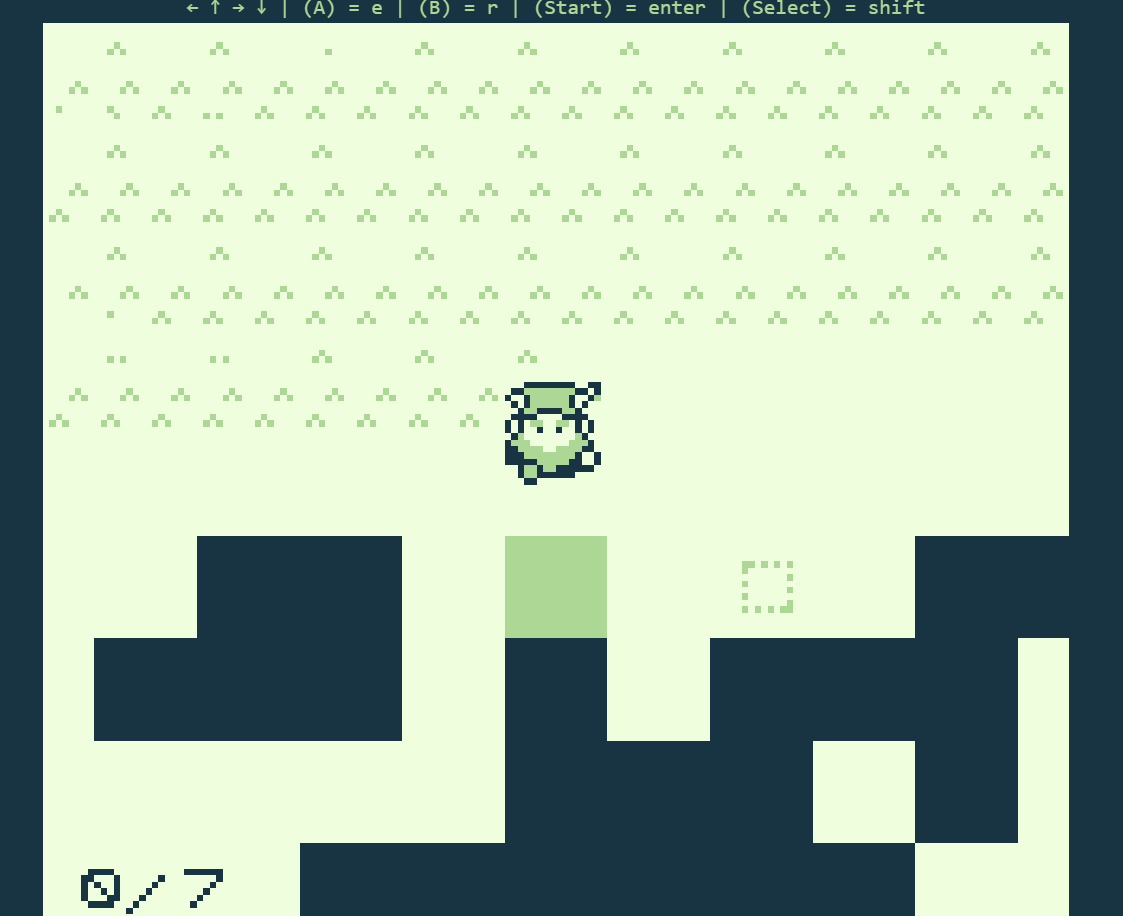 ← ↑ → ↓ | (A) = e | (B) = r | (Start) = enter | (Select) = shift
0/7